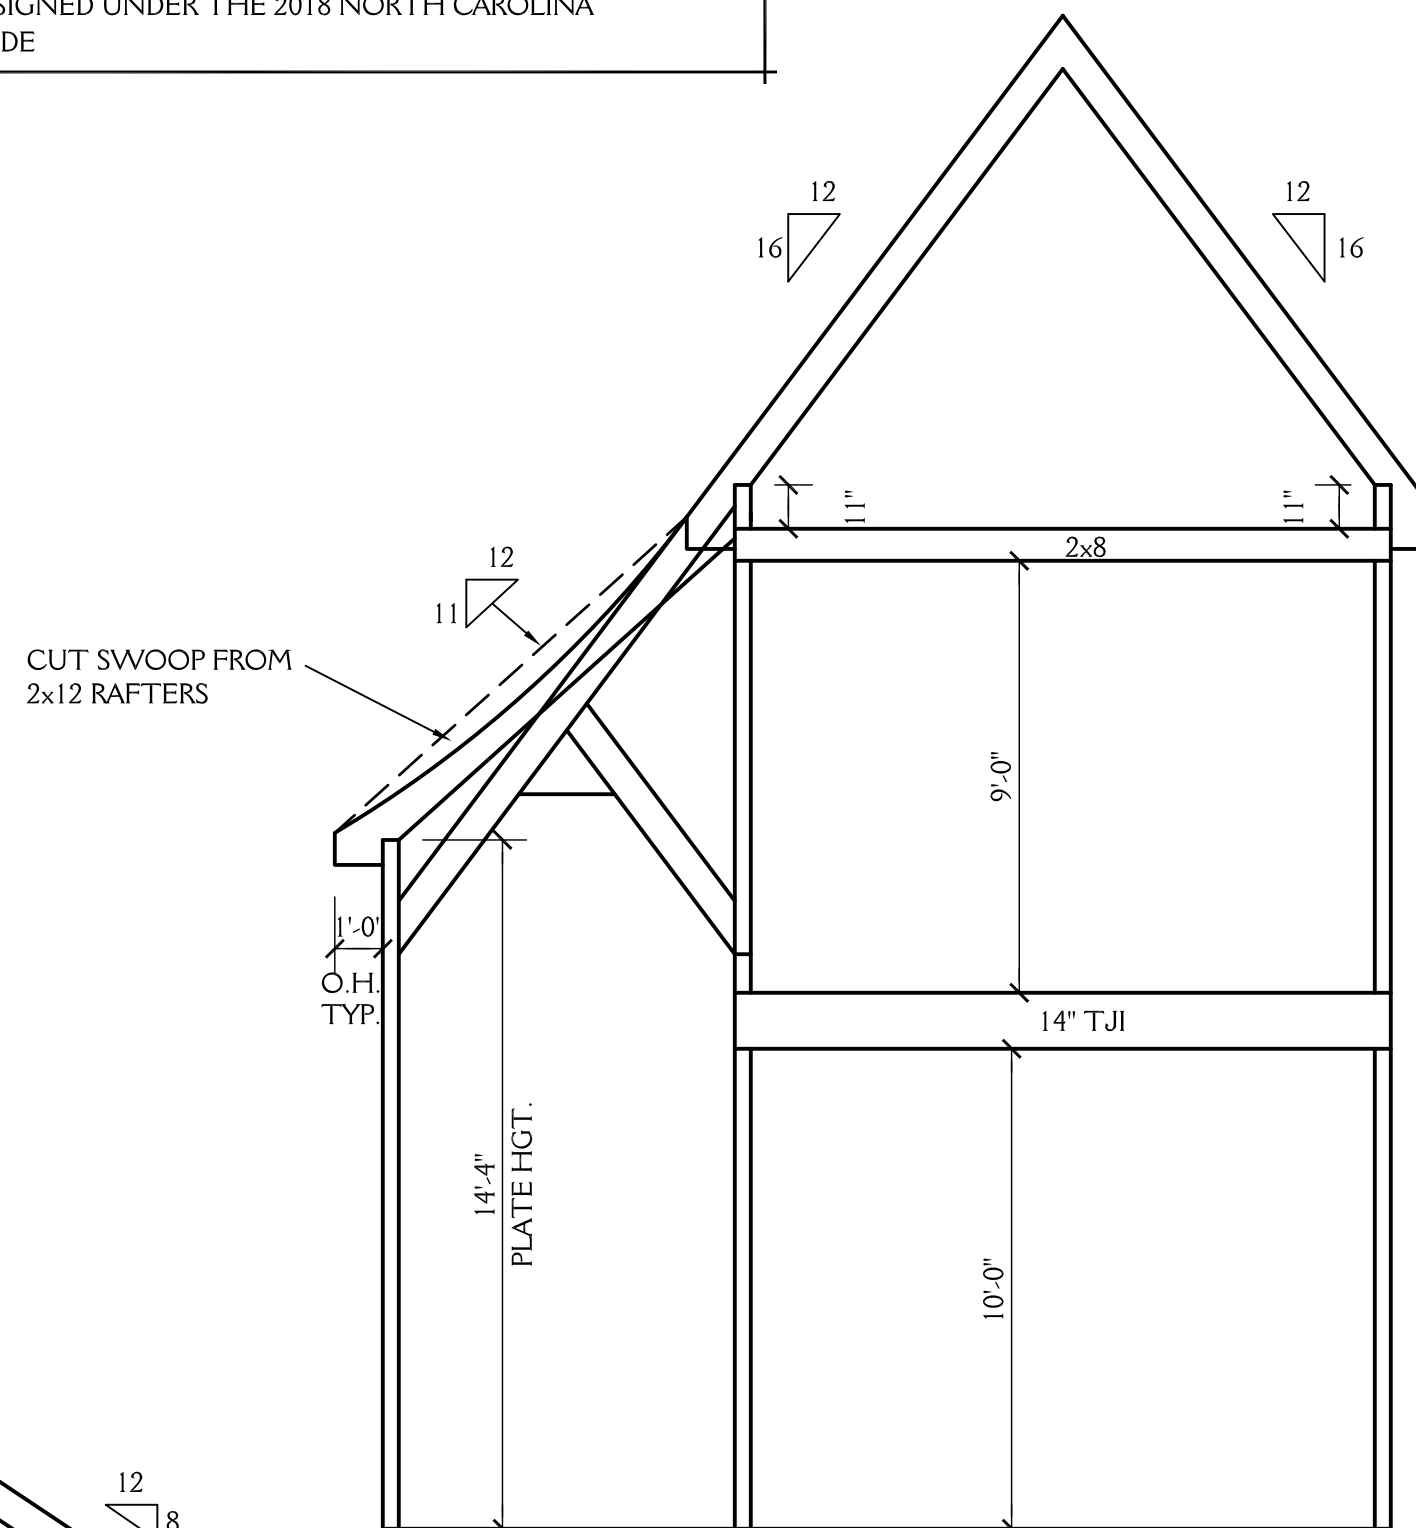 SIGNED UNDER THE 2018 NORTH CAROLINA
DE
12
16
12
16
11"
11"
2x8
12
11
CUT SWOOP FROM
2x12 RAFTERS
9'-0"
1'-0'
O.H.
TYP.
14" TJI
14'-4"
PLATE HGT.
10'-0"
12
8